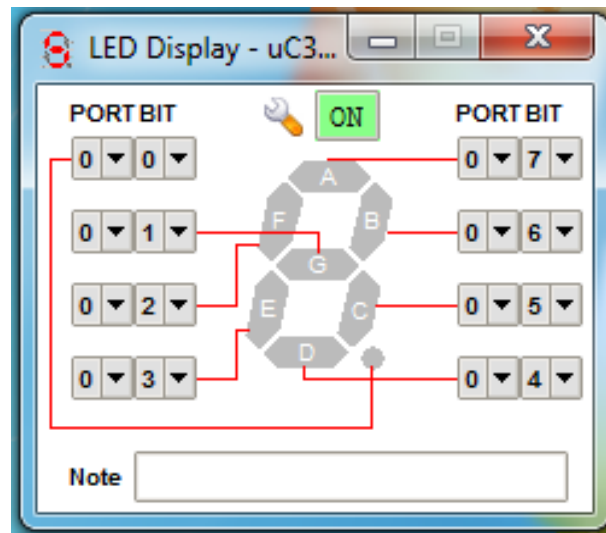 LED Display - uC3...
PORT BIT ON PORT BIT
0 0 A 0 7
0 1 F B 0 6
G
0 2 E C 0 5
0 3 D 0 4
Note